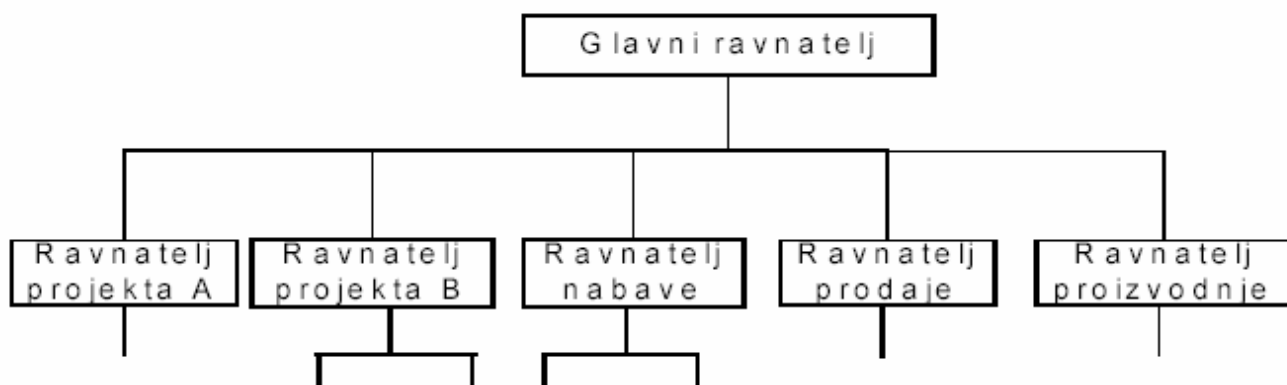 Glavni ravnatelj
Ravnatelj
projekta A
Ravnatelj
projekta B
Ravnatelj
nabave
Ravnatelj
prodaje
Ravnatelj
proizvodnje